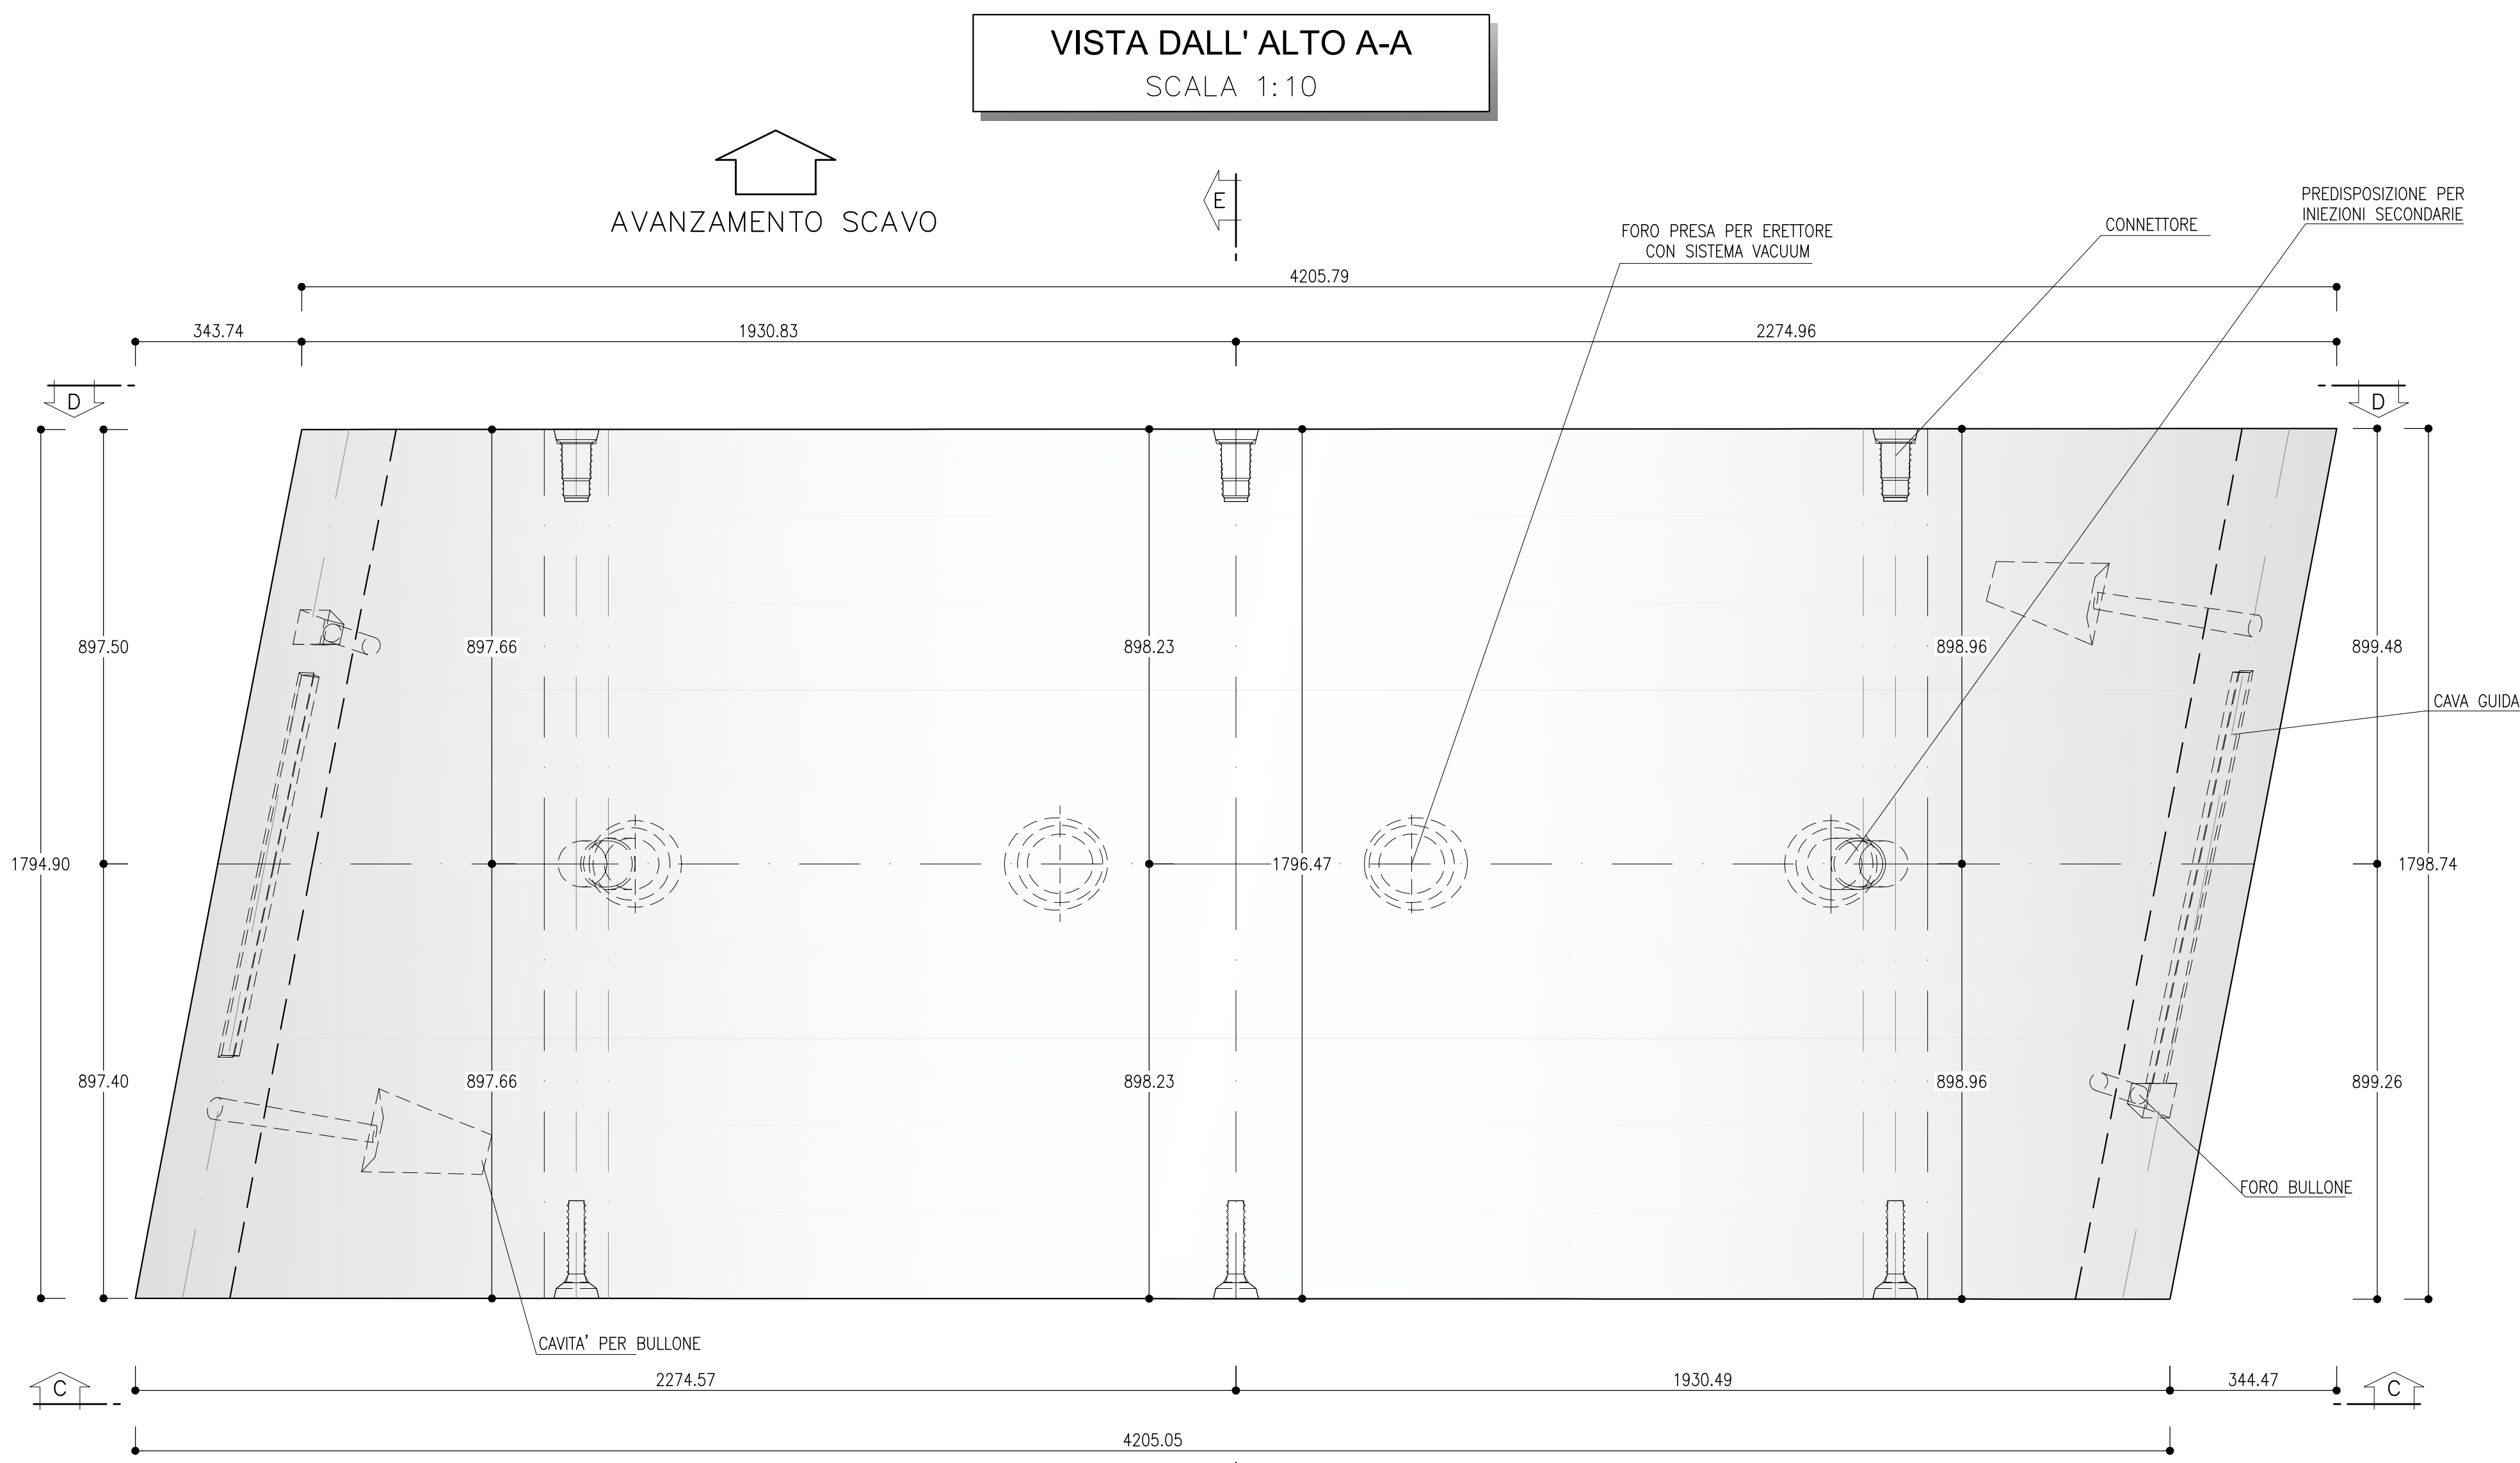 VISTA DALL' ALTO A-A
SCALA 1:10
AVANZAMENTO SCAVO
E
PREDISPOSIZIONE PER
INIEZIONI SECONDARIE
CONNETTORE
FORO PRESA PER ERETTORE
CON SISTEMA VACUUM
4205.79
343.74
1930.83
2274.96
D
D
897.50
897.66
898.23
898.96
899.48
CAVA GUIDA
1794.90
1796.47
1798.74
897.40
897.66
898.23
898.96
899.26
FORO BULLONE
CAVITA' PER BULLONE
C
2274.57
1930.49
344.47
C
4205.05